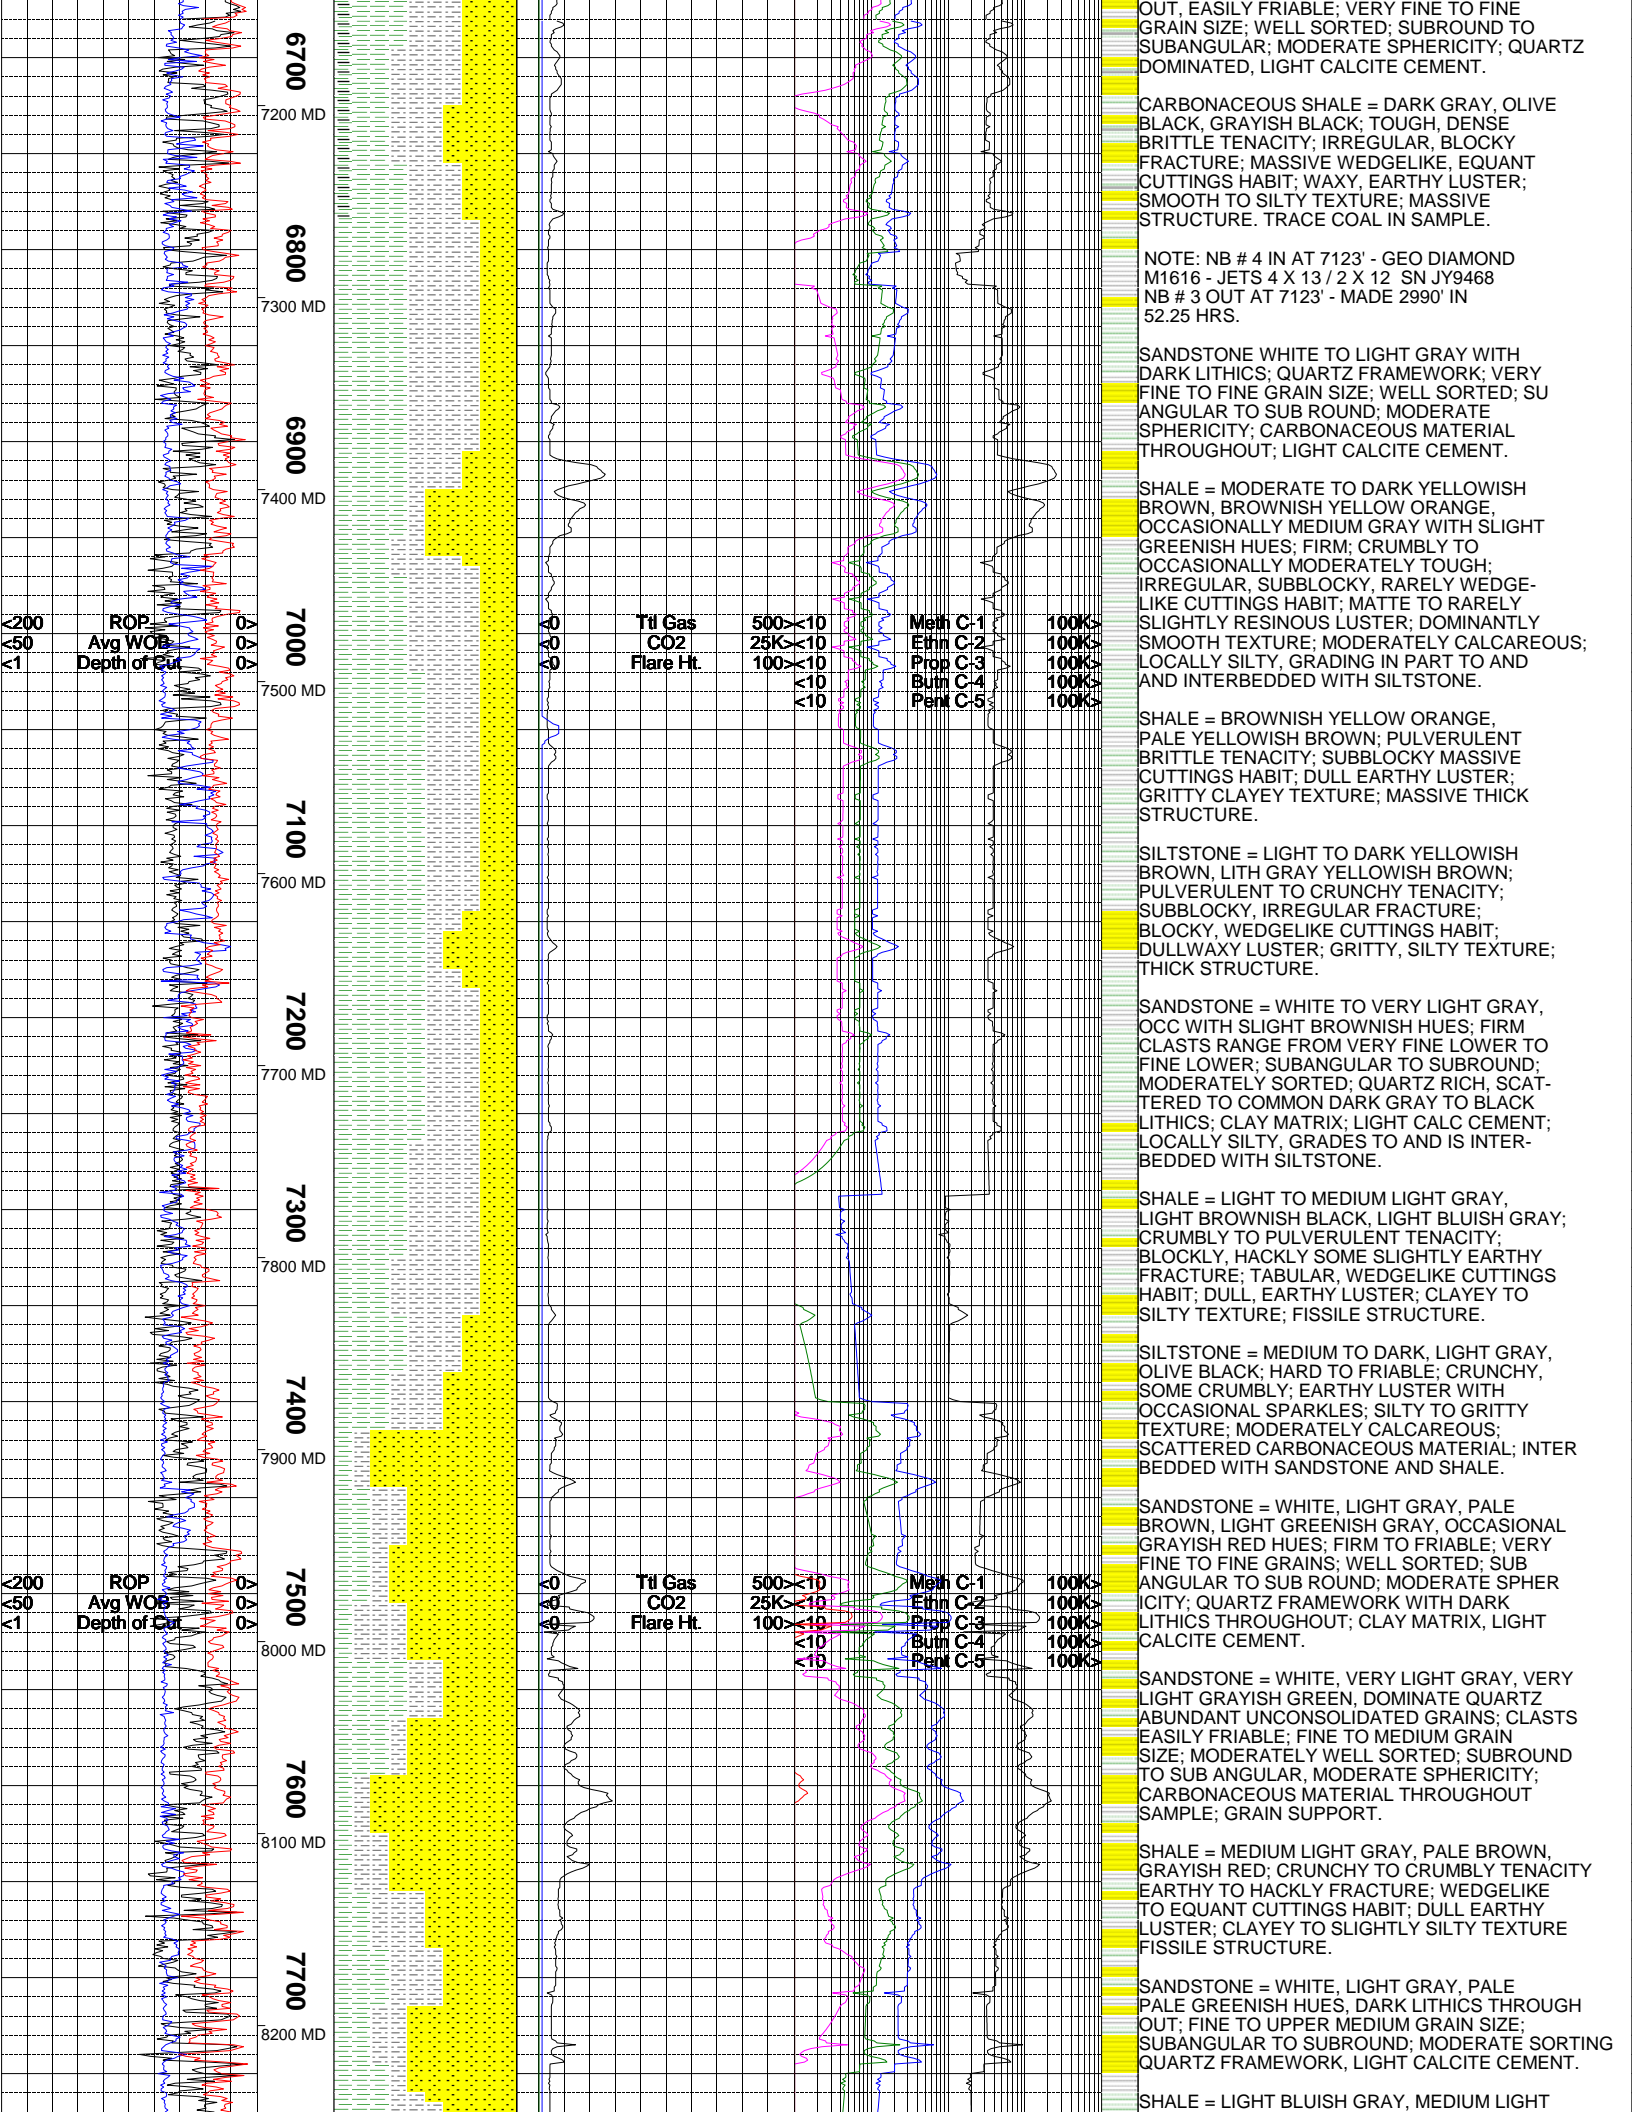 OUT, EASILY FRIABLE; VERY FINE TO FINE
GRAIN SIZE; WELL SORTED; SUBROUND TO
SUBANGULAR; MODERATE SPHERICITY; QUARTZ
DOMINATED, LIGHT CALCITE CEMENT.
CARBONACEOUS SHALE = DARK GRAY, OLIVE
BLACK, GRAYISH BLACK; TOUGH, DENSE
BRITTLE TENACITY; IRREGULAR, BLOCKY
FRACTURE; MASSIVE WEDGELIKE, EQUANT
CUTTINGS HABIT; WAXY, EARTHY LUSTER;
SMOOTH TO SILTY TEXTURE; MASSIVE
STRUCTURE. TRACE COAL IN SAMPLE.
NOTE: NB # 4 IN AT 7123' - GEO DIAMOND
M1616 - JETS 4 X 13 / 2 X 12 SN JY9468
NB # 3 OUT AT 7123' - MADE 2990' IN
52.25 HRS.
SANDSTONE WHITE TO LIGHT GRAY WITH
DARK LITHICS; QUARTZ FRAMEWORK; VERY
FINE TO FINE GRAIN SIZE; WELL SORTED; SU
ANGULAR TO SUB ROUND; MODERATE
SPHERICITY; CARBONACEOUS MATERIAL
THROUGHOUT; LIGHT CALCITE CEMENT.
SHALE = MODERATE TO DARK YELLOWISH
BROWN, BROWNISH YELLOW ORANGE,
OCCASIONALLY MEDIUM GRAY WITH SLIGHT
GREENISH HUES; FIRM; CRUMBLY TO
OCCASIONALLY MODERATELY TOUGH;
IRREGULAR, SUBBLOCKY, RARELY WEDGE-
LIKE CUTTINGS HABIT; MATTE TO RARELY
SLIGHTLY RESINOUS LUSTER; DOMINANTLY
SMOOTH TEXTURE; MODERATELY CALCAREOUS;
LOCALLY SILTY, GRADING IN PART TO AND
AND INTERBEDDED WITH SILTSTONE.
SHALE = BROWNISH YELLOW ORANGE,
PALE YELLOWISH BROWN; PULVERULENT
BRITTLE TENACITY; SUBBLOCKY MASSIVE
CUTTINGS HABIT; DULL EARTHY LUSTER;
GRITTY CLAYEY TEXTURE; MASSIVE THICK
STRUCTURE.
SILTSTONE = LIGHT TO DARK YELLOWISH
BROWN, LITH GRAY YELLOWISH BROWN;
PULVERULENT TO CRUNCHY TENACITY;
SUBBLOCKY, IRREGULAR FRACTURE;
BLOCKY, WEDGELIKE CUTTINGS HABIT;
DULLWAXY LUSTER; GRITTY, SILTY TEXTURE;
THICK STRUCTURE.
SANDSTONE = WHITE TO VERY LIGHT GRAY,
OCC WITH SLIGHT BROWNISH HUES; FIRM
CLASTS RANGE FROM VERY FINE LOWER TO
FINE LOWER; SUBANGULAR TO SUBROUND;
MODERATELY SORTED; QUARTZ RICH, SCAT-
TERED TO COMMON DARK GRAY TO BLACK
LITHICS; CLAY MATRIX; LIGHT CALC CEMENT;
LOCALLY SILTY, GRADES TO AND IS INTER-
BEDDED WITH SILTSTONE.
SHALE = LIGHT TO MEDIUM LIGHT GRAY,
LIGHT BROWNISH BLACK, LIGHT BLUISH GRAY;
CRUMBLY TO PULVERULENT TENACITY;
BLOCKLY, HACKLY SOME SLIGHTLY EARTHY
FRACTURE; TABULAR, WEDGELIKE CUTTINGS
HABIT; DULL, EARTHY LUSTER; CLAYEY TO
SILTY TEXTURE; FISSILE STRUCTURE.
SILTSTONE = MEDIUM TO DARK, LIGHT GRAY,
OLIVE BLACK; HARD TO FRIABLE; CRUNCHY,
SOME CRUMBLY; EARTHY LUSTER WITH
OCCASIONAL SPARKLES; SILTY TO GRITTY
TEXTURE; MODERATELY CALCAREOUS;
SCATTERED CARBONACEOUS MATERIAL; INTER
BEDDED WITH SANDSTONE AND SHALE.
SANDSTONE = WHITE, LIGHT GRAY, PALE
BROWN, LIGHT GREENISH GRAY, OCCASIONAL
GRAYISH RED HUES; FIRM TO FRIABLE; VERY
FINE TO FINE GRAINS; WELL SORTED; SUB
ANGULAR TO SUB ROUND; MODERATE SPHER
ICITY; QUARTZ FRAMEWORK WITH DARK
LITHICS THROUGHOUT; CLAY MATRIX, LIGHT
CALCITE CEMENT.
SANDSTONE = WHITE, VERY LIGHT GRAY, VERY
LIGHT GRAYISH GREEN, DOMINATE QUARTZ
ABUNDANT UNCONSOLIDATED GRAINS; CLASTS
EASILY FRIABLE; FINE TO MEDIUM GRAIN
SIZE; MODERATELY WELL SORTED; SUBROUND
TO SUB ANGULAR, MODERATE SPHERICITY;
CARBONACEOUS MATERIAL THROUGHOUT
SAMPLE; GRAIN SUPPORT.
SHALE = MEDIUM LIGHT GRAY, PALE BROWN,
GRAYISH RED; CRUNCHY TO CRUMBLY TENACITY
EARTHY TO HACKLY FRACTURE; WEDGELIKE
TO EQUANT CUTTINGS HABIT; DULL EARTHY
LUSTER; CLAYEY TO SLIGHTLY SILTY TEXTURE
FISSILE STRUCTURE.
SANDSTONE = WHITE, LIGHT GRAY, PALE
PALE GREENISH HUES, DARK LITHICS THROUGH
OUT; FINE TO UPPER MEDIUM GRAIN SIZE;
SUBANGULAR TO SUBROUND; MODERATE SORTING
QUARTZ FRAMEWORK, LIGHT CALCITE CEMENT.
SHALE = LIGHT BLUISH GRAY, MEDIUM LIGHT
6700
7200 MD
6800
7300 MD
6900
7400 MD
<200 ROP 0> <0 Ttl Gas 500> <10 Meth C-1 100K>
<50 Avg WOB 0> <0 CO2 25K> <10 Ethn C-2 100K>
<1 Depth of Cut 0> <0 Flare Ht. 100> <10 Prop C-3 100K>
<10 Butn C-4 100K>
<10 Pent C-5 100K>
7000
7500 MD
7100
7600 MD
7200
7700 MD
7300
7800 MD
7400
7900 MD
<200 ROP 0> <0 Ttl Gas 500> <10 Meth C-1 100K>
<50 Avg WOB 0> <0 CO2 25K> <10 Ethn C-2 100K>
<1 Depth of Cut 0> <0 Flare Ht. 100> <10 Prop C-3 100K>
<10 Butn C-4 100K>
<10 Pent C-5 100K>
7500
8000 MD
7600
8100 MD
7700
8200 MD